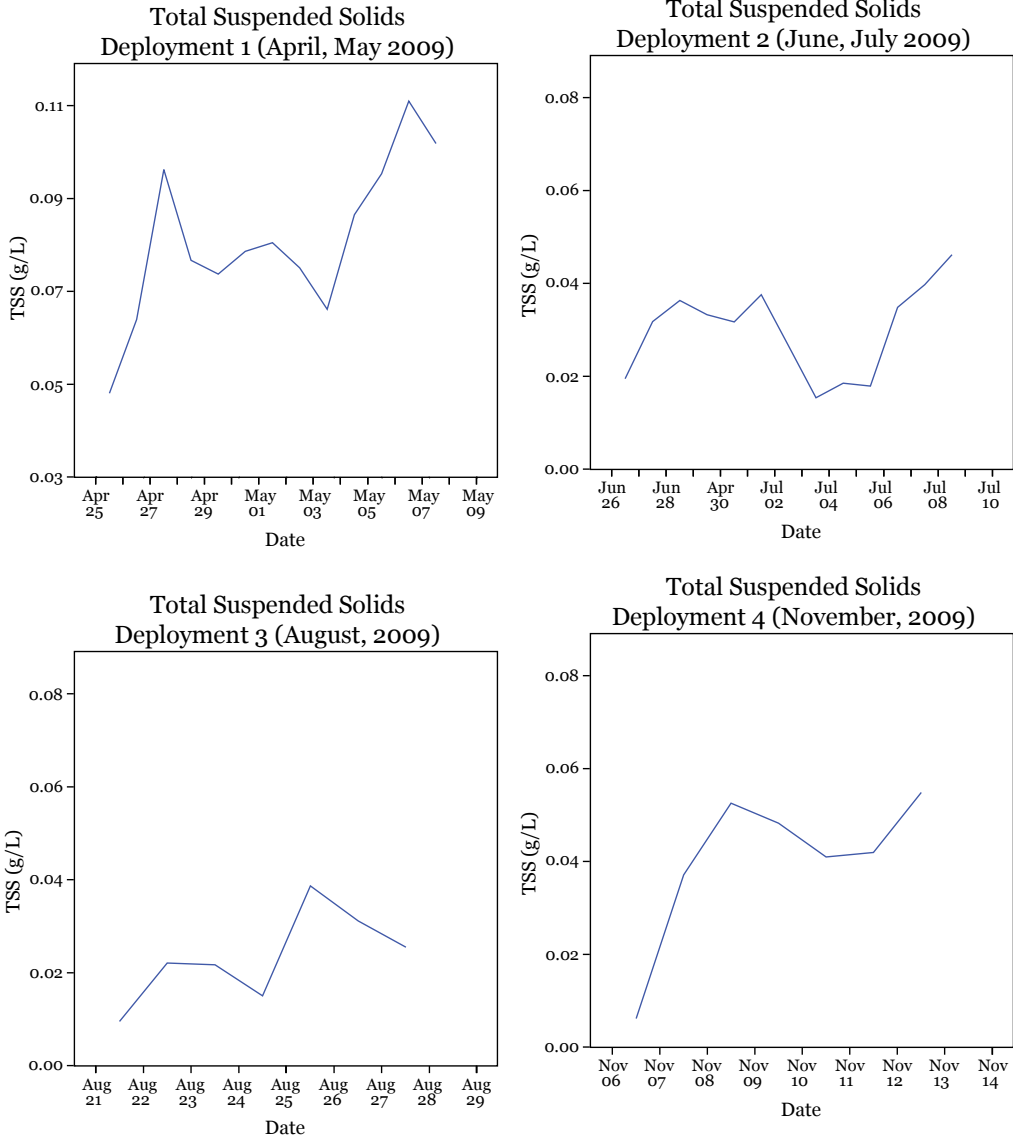 Total Suspended Solids
Deployment 1 (April, May 2009)
TSS (g/L)
0.11
0.09
0.07
0.05
0.03
Apr 25 Apr 27 Apr 29 May 01 May 03 May 05 May 07 May 09
Date
Total Suspended Solids
Deployment 2 (June, July 2009)
TSS (g/L)
0.08
0.06
0.04
0.02
0.00
Jun 26 Jun 28 Apr 30 Jul 02 Jul 04 Jul 06 Jul 08 Jul 10
Date
Total Suspended Solids
Deployment 3 (August, 2009)
TSS (g/L)
0.08
0.06
0.04
0.02
0.00
Aug 21 Aug 22 Aug 23 Aug 24 Aug 25 Aug 26 Aug 27 Aug 28 Aug 29
Date
Total Suspended Solids
Deployment 4 (November, 2009)
TSS (g/L)
0.08
0.06
0.04
0.02
0.00
Nov 06 Nov 07 Nov 08 Nov 09 Nov 10 Nov 11 Nov 12 Nov 13 Nov 14
Date